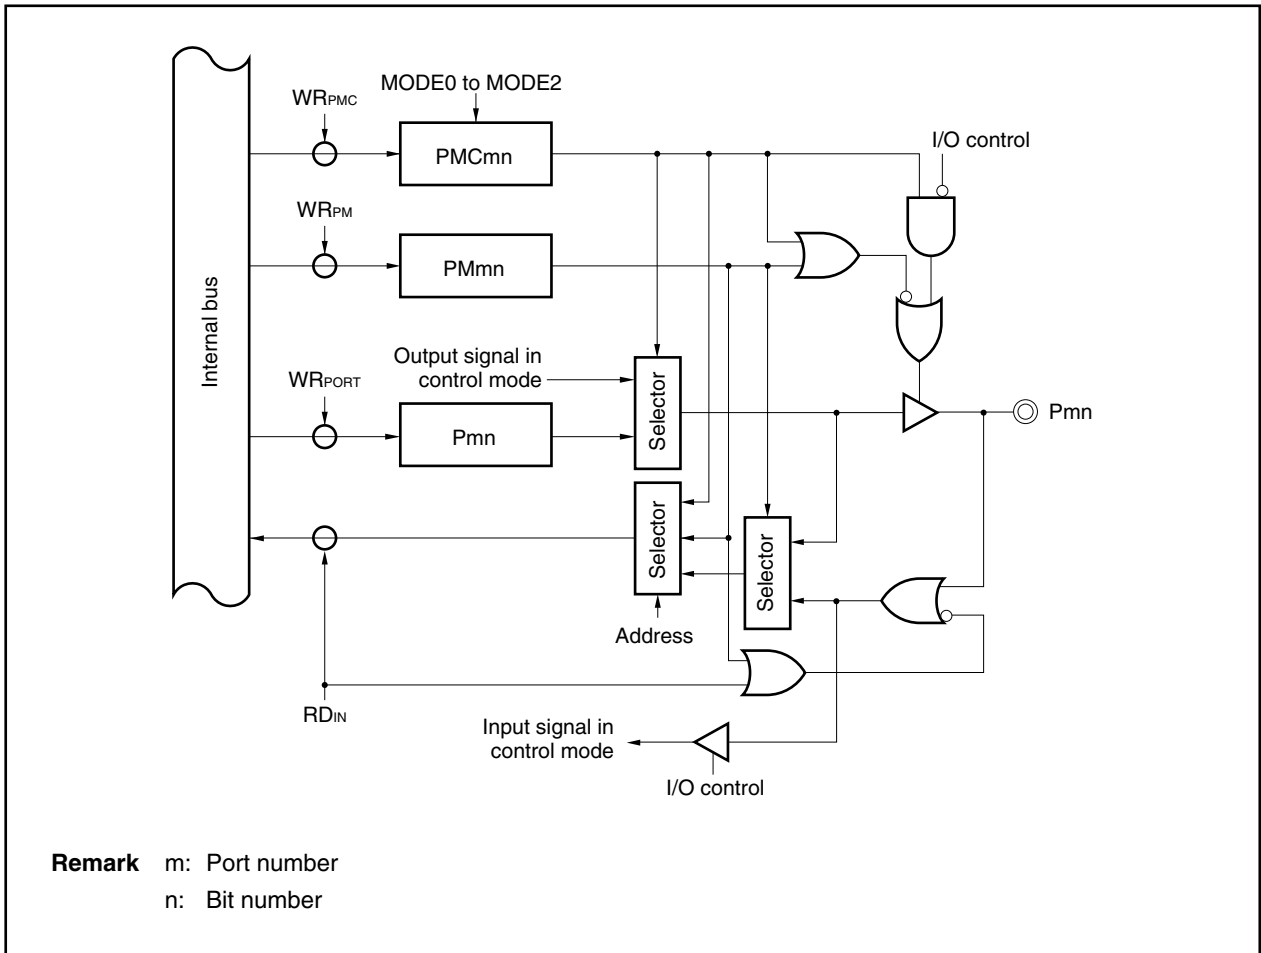 MODE0 to MODE2
WRPMC
I/O control
PMCmn
WRPM
PMmn
Internal bus
Output signal in
control mode
WRPORT
Selector
Pmn
Pmn
Selector
Selector
Address
RDIN
Input signal in
control mode
I/O control
Remark m: Port number
n: Bit number